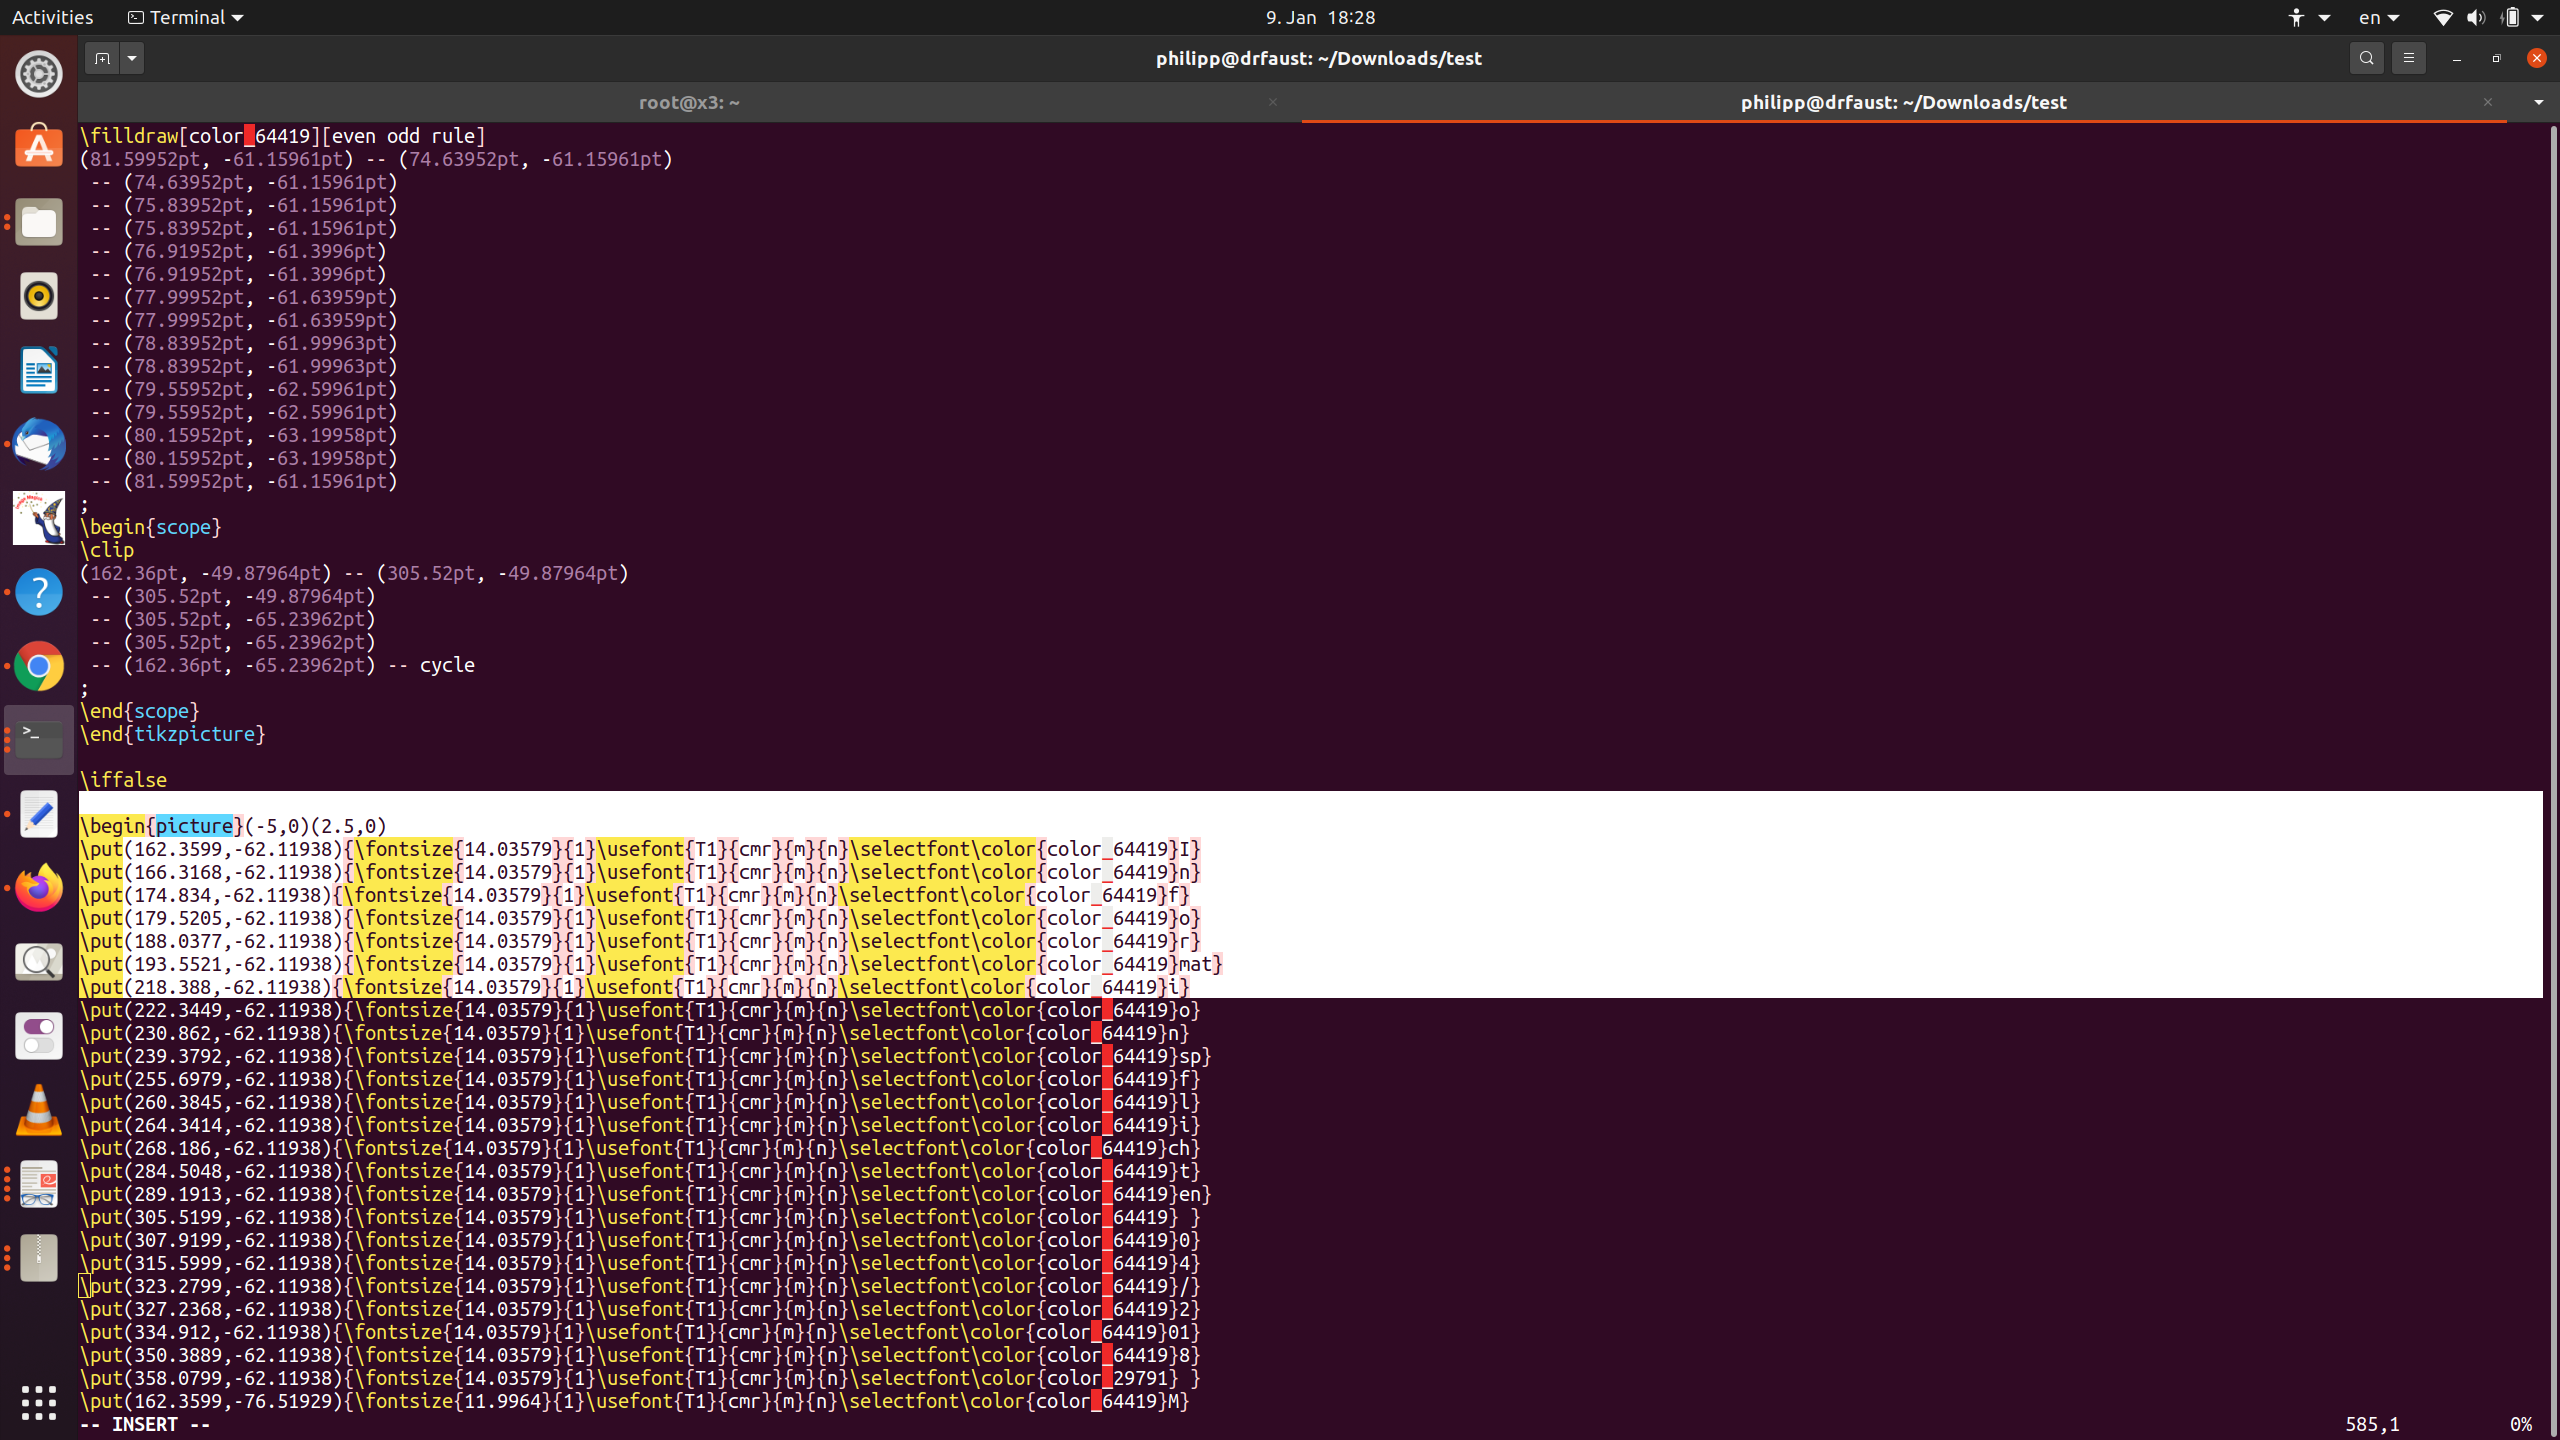 Activities
Terminal
9. Jan 18:28
en
philipp@drfaust: ~/Downloads/test
root@x3: ~
philipp@drfaust: ~/Downloads/test
\filldraw[color_64419][even odd rule]
(81.59952pt, -61.15961pt) -- (74.63952pt, -61.15961pt)
 -- (74.63952pt, -61.15961pt)
 -- (75.83952pt, -61.15961pt)
 -- (75.83952pt, -61.15961pt)
 -- (76.91952pt, -61.3996pt)
 -- (76.91952pt, -61.3996pt)
 -- (77.99952pt, -61.63959pt)
 -- (77.99952pt, -61.63959pt)
 -- (78.83952pt, -61.99963pt)
 -- (78.83952pt, -61.99963pt)
 -- (79.55952pt, -62.59961pt)
 -- (79.55952pt, -62.59961pt)
 -- (80.15952pt, -63.19958pt)
 -- (80.15952pt, -63.19958pt)
 -- (81.59952pt, -61.15961pt)
;
\begin{scope}
\clip
(162.36pt, -49.87964pt) -- (305.52pt, -49.87964pt)
 -- (305.52pt, -49.87964pt)
 -- (305.52pt, -65.23962pt)
 -- (305.52pt, -65.23962pt)
 -- (162.36pt, -65.23962pt) -- cycle
;
\end{scope}
\end{tikzpicture}
\iffalse
\begin{picture}(-5,0)(2.5,0)
\put(162.3599,-62.11938){\fontsize{14.03579}{1}\usefont{T1}{cmr}{m}{n}\selectfont\color{color_64419}I}
\put(166.3168,-62.11938){\fontsize{14.03579}{1}\usefont{T1}{cmr}{m}{n}\selectfont\color{color_64419}n}
\put(174.834,-62.11938){\fontsize{14.03579}{1}\usefont{T1}{cmr}{m}{n}\selectfont\color{color_64419}f}
\put(179.5205,-62.11938){\fontsize{14.03579}{1}\usefont{T1}{cmr}{m}{n}\selectfont\color{color_64419}o}
\put(188.0377,-62.11938){\fontsize{14.03579}{1}\usefont{T1}{cmr}{m}{n}\selectfont\color{color_64419}r}
\put(193.5521,-62.11938){\fontsize{14.03579}{1}\usefont{T1}{cmr}{m}{n}\selectfont\color{color_64419}mat}
\put(218.388,-62.11938){\fontsize{14.03579}{1}\usefont{T1}{cmr}{m}{n}\selectfont\color{color_64419}i}
\put(222.3449,-62.11938){\fontsize{14.03579}{1}\usefont{T1}{cmr}{m}{n}\selectfont\color{color_64419}o}
\put(230.862,-62.11938){\fontsize{14.03579}{1}\usefont{T1}{cmr}{m}{n}\selectfont\color{color_64419}n}
\put(239.3792,-62.11938){\fontsize{14.03579}{1}\usefont{T1}{cmr}{m}{n}\selectfont\color{color_64419}sp}
\put(255.6979,-62.11938){\fontsize{14.03579}{1}\usefont{T1}{cmr}{m}{n}\selectfont\color{color_64419}f}
\put(260.3845,-62.11938){\fontsize{14.03579}{1}\usefont{T1}{cmr}{m}{n}\selectfont\color{color_64419}l}
\put(264.3414,-62.11938){\fontsize{14.03579}{1}\usefont{T1}{cmr}{m}{n}\selectfont\color{color_64419}i}
\put(268.186,-62.11938){\fontsize{14.03579}{1}\usefont{T1}{cmr}{m}{n}\selectfont\color{color_64419}ch}
\put(284.5048,-62.11938){\fontsize{14.03579}{1}\usefont{T1}{cmr}{m}{n}\selectfont\color{color_64419}t}
\put(289.1913,-62.11938){\fontsize{14.03579}{1}\usefont{T1}{cmr}{m}{n}\selectfont\color{color_64419}en}
\put(305.5199,-62.11938){\fontsize{14.03579}{1}\usefont{T1}{cmr}{m}{n}\selectfont\color{color_64419} }
\put(307.9199,-62.11938){\fontsize{14.03579}{1}\usefont{T1}{cmr}{m}{n}\selectfont\color{color_64419}0}
\put(315.5999,-62.11938){\fontsize{14.03579}{1}\usefont{T1}{cmr}{m}{n}\selectfont\color{color_64419}4}
\put(323.2799,-62.11938){\fontsize{14.03579}{1}\usefont{T1}{cmr}{m}{n}\selectfont\color{color_64419}/}
\put(327.2368,-62.11938){\fontsize{14.03579}{1}\usefont{T1}{cmr}{m}{n}\selectfont\color{color_64419}2}
\put(334.912,-62.11938){\fontsize{14.03579}{1}\usefont{T1}{cmr}{m}{n}\selectfont\color{color_64419}01}
\put(350.3889,-62.11938){\fontsize{14.03579}{1}\usefont{T1}{cmr}{m}{n}\selectfont\color{color_64419}8}
\put(358.0799,-62.11938){\fontsize{14.03579}{1}\usefont{T1}{cmr}{m}{n}\selectfont\color{color_29791} }
\put(162.3599,-76.51929){\fontsize{11.9964}{1}\usefont{T1}{cmr}{m}{n}\selectfont\color{color_64419}M}
-- INSERT -- 585,1 0%